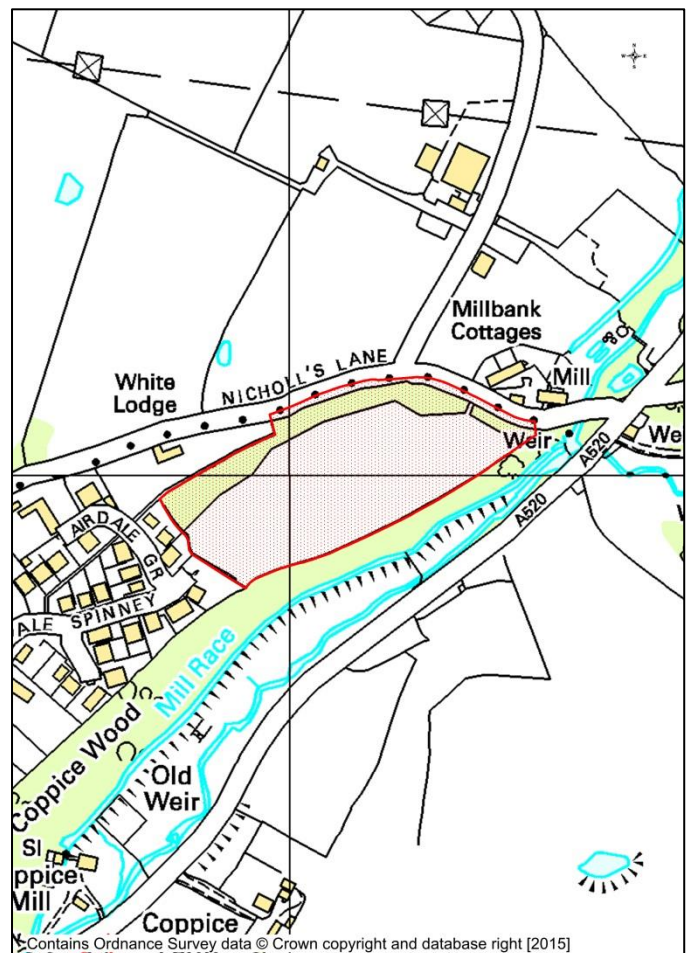 N
W E
S
Millbank
Cottages
NICHOLL'S LANE
White
Lodge
Mill
Weir
We
A520
A520
AIRDALE GR
DALE SPINNEY
Mill Race
Coppice Wood
Old
Weir
Sl
ppice
Mill
Coppice
Contains Ordnance Survey data © Crown copyright and database right [2015]